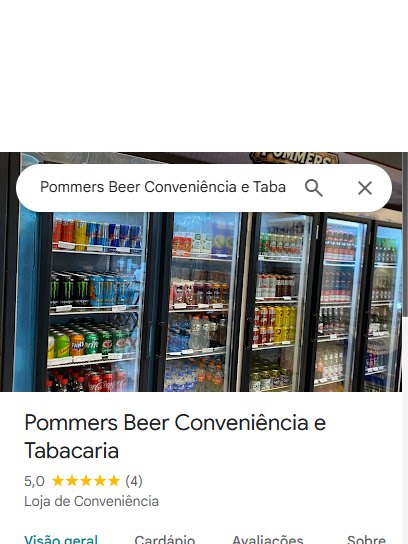 POMMERS
Pommers Beer Conveniência e Taba
Pommers Beer Conveniência e
Tabacaria
5,0 ★★★★★ (4)
Loja de Conveniência
Visão geral Cardápio Avaliações Sobre